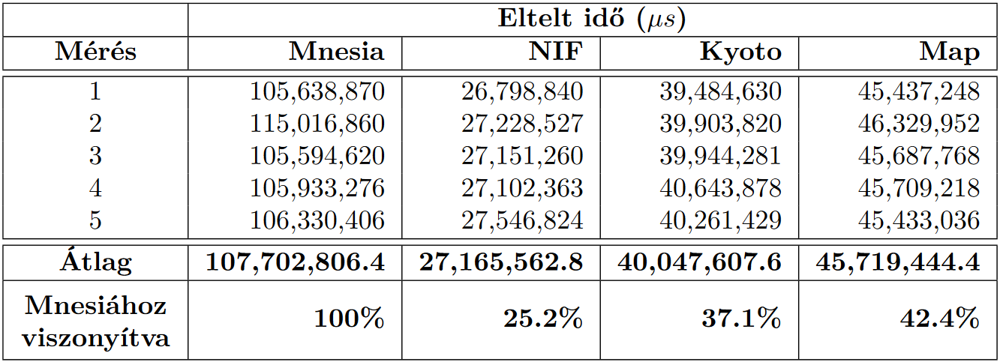 Eltelt idő (μs)
Mérés Mnesia NIF Kyoto Map
1 105,638,870 26,798,840 39,484,630 45,437,248
2 115,016,860 27,228,527 39,903,820 46,329,952
3 105,594,620 27,151,260 39,944,281 45,687,768
4 105,933,276 27,102,363 40,643,878 45,709,218
5 106,330,406 27,546,824 40,261,429 45,433,036
Átlag 107,702,806.4 27,165,562.8 40,047,607.6 45,719,444.4
Mnesiához
viszonyítva 100% 25.2% 37.1% 42.4%